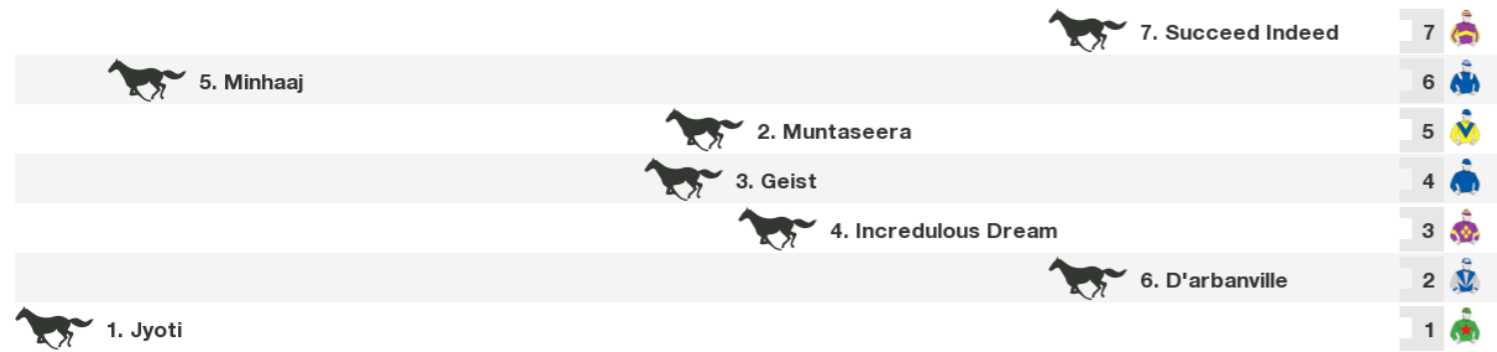 7. Succeed Indeed 7
5. Minhaaj 6
2. Muntaseera 5
3. Geist 4
4. Incredulous Dream 3
6. D'arbanville 2
1. Jyoti 1